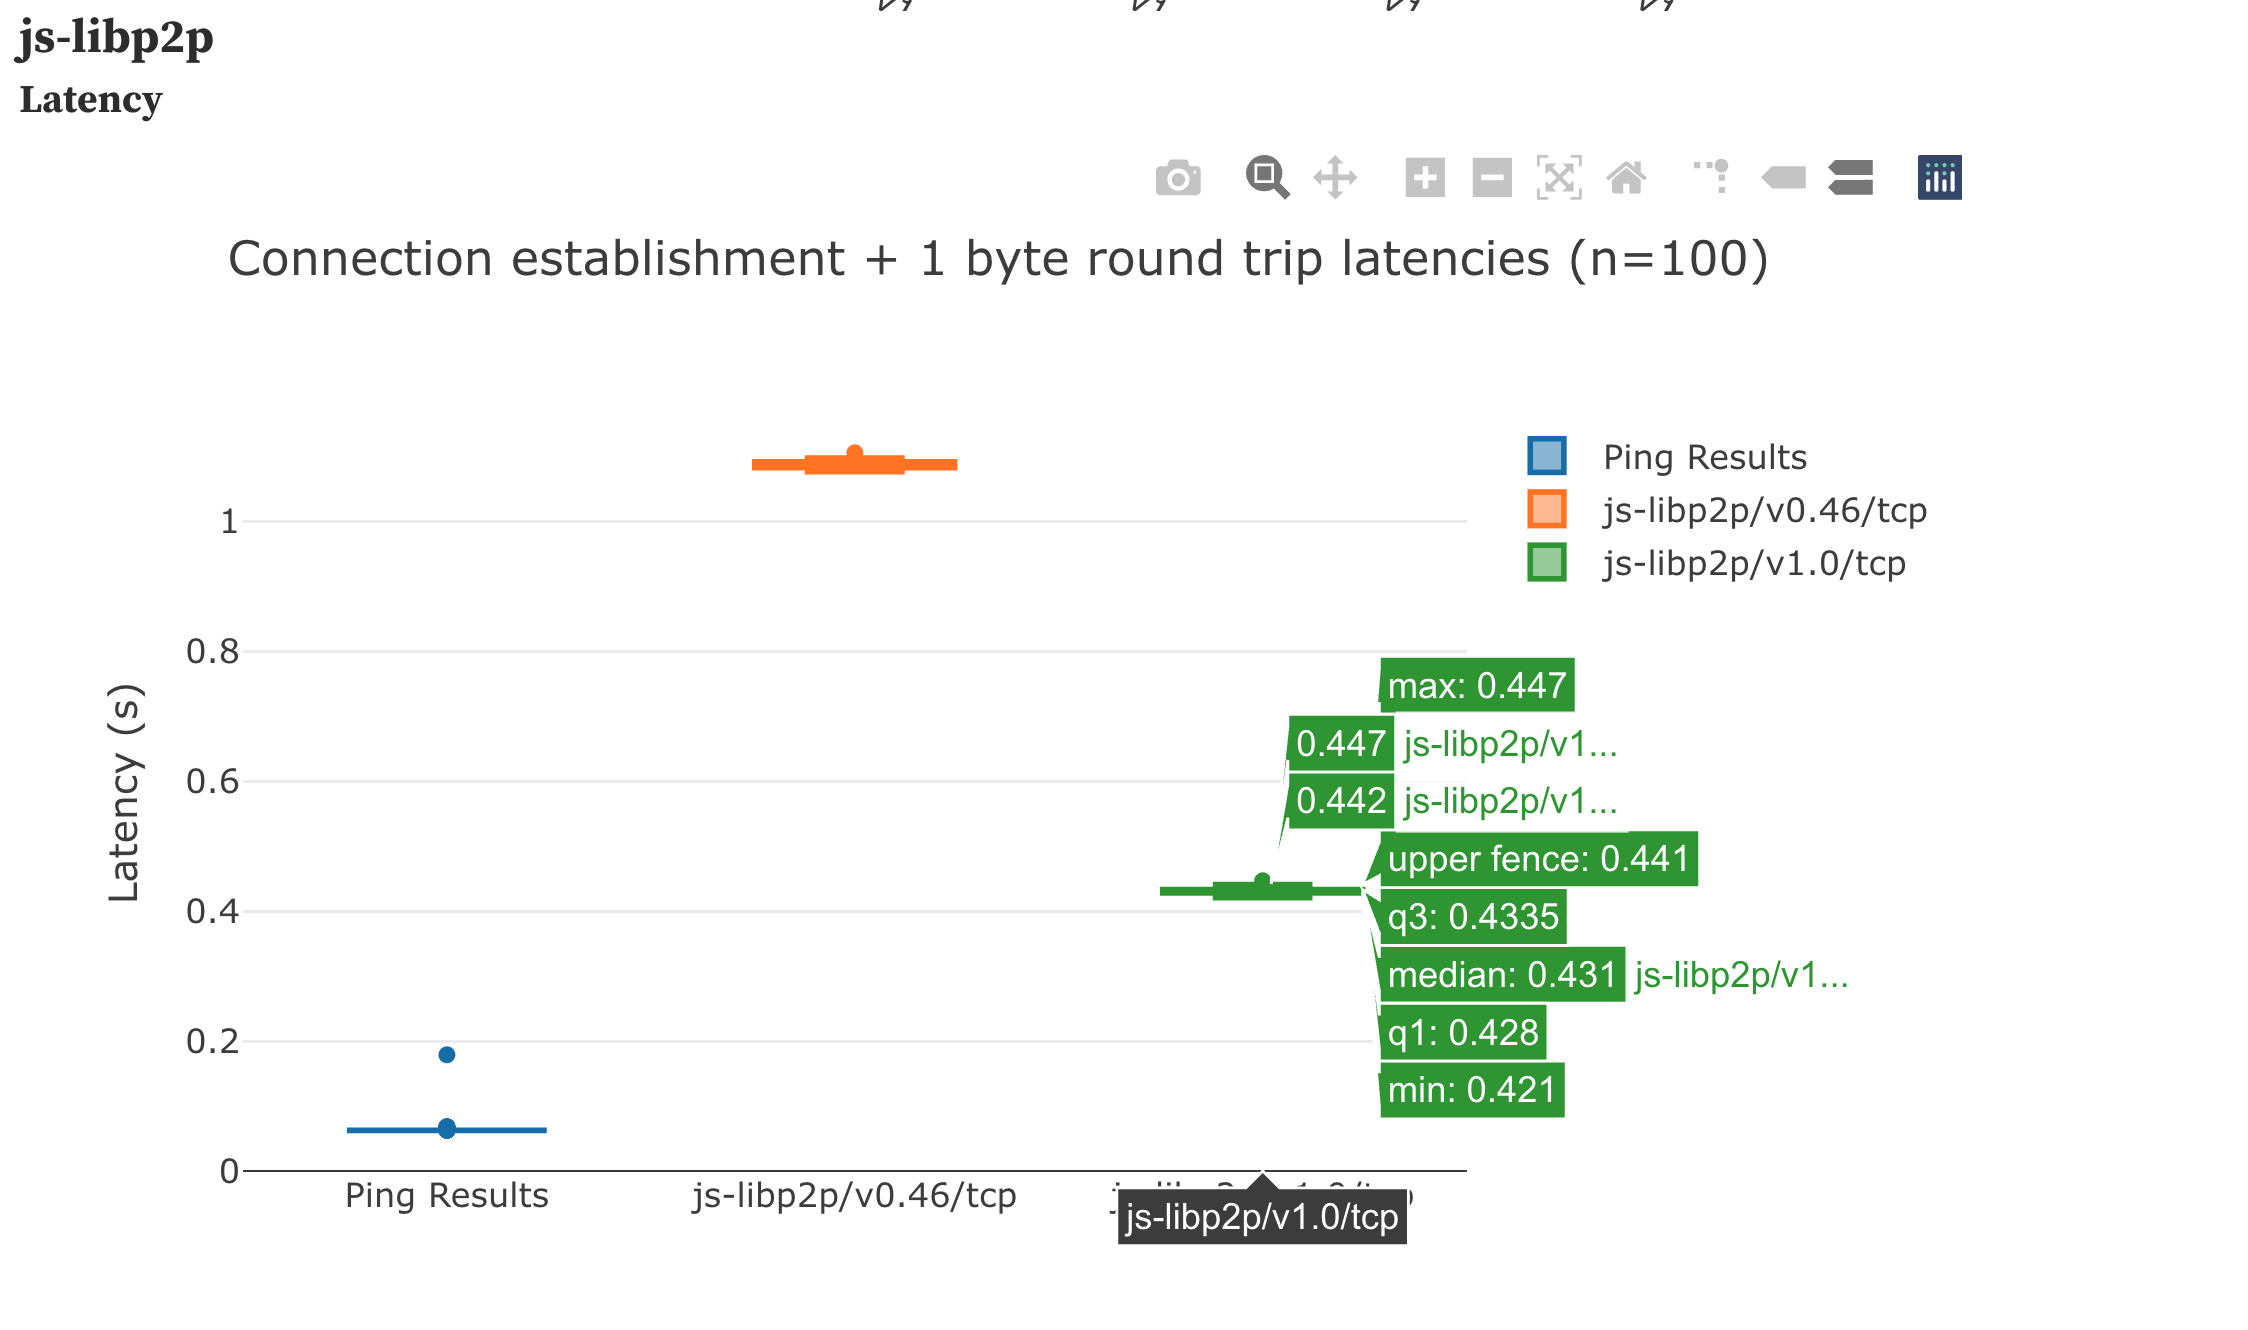 js-libp2p
Latency
Connection establishment + 1 byte round trip latencies (n=100)
Ping Results
js-libp2p/v0.46/tcp
js-libp2p/v1.0/tcp
Latency (s)
1
0.8
0.6
0.4
0.2
0
max: 0.447
0.447 js-libp2p/v1...
0.442 js-libp2p/v1...
upper fence: 0.441
q3: 0.4335
median: 0.431 js-libp2p/v1...
q1: 0.428
min: 0.421
Ping Results
js-libp2p/v0.46/tcp
js-libp2p/v1.0/tcp